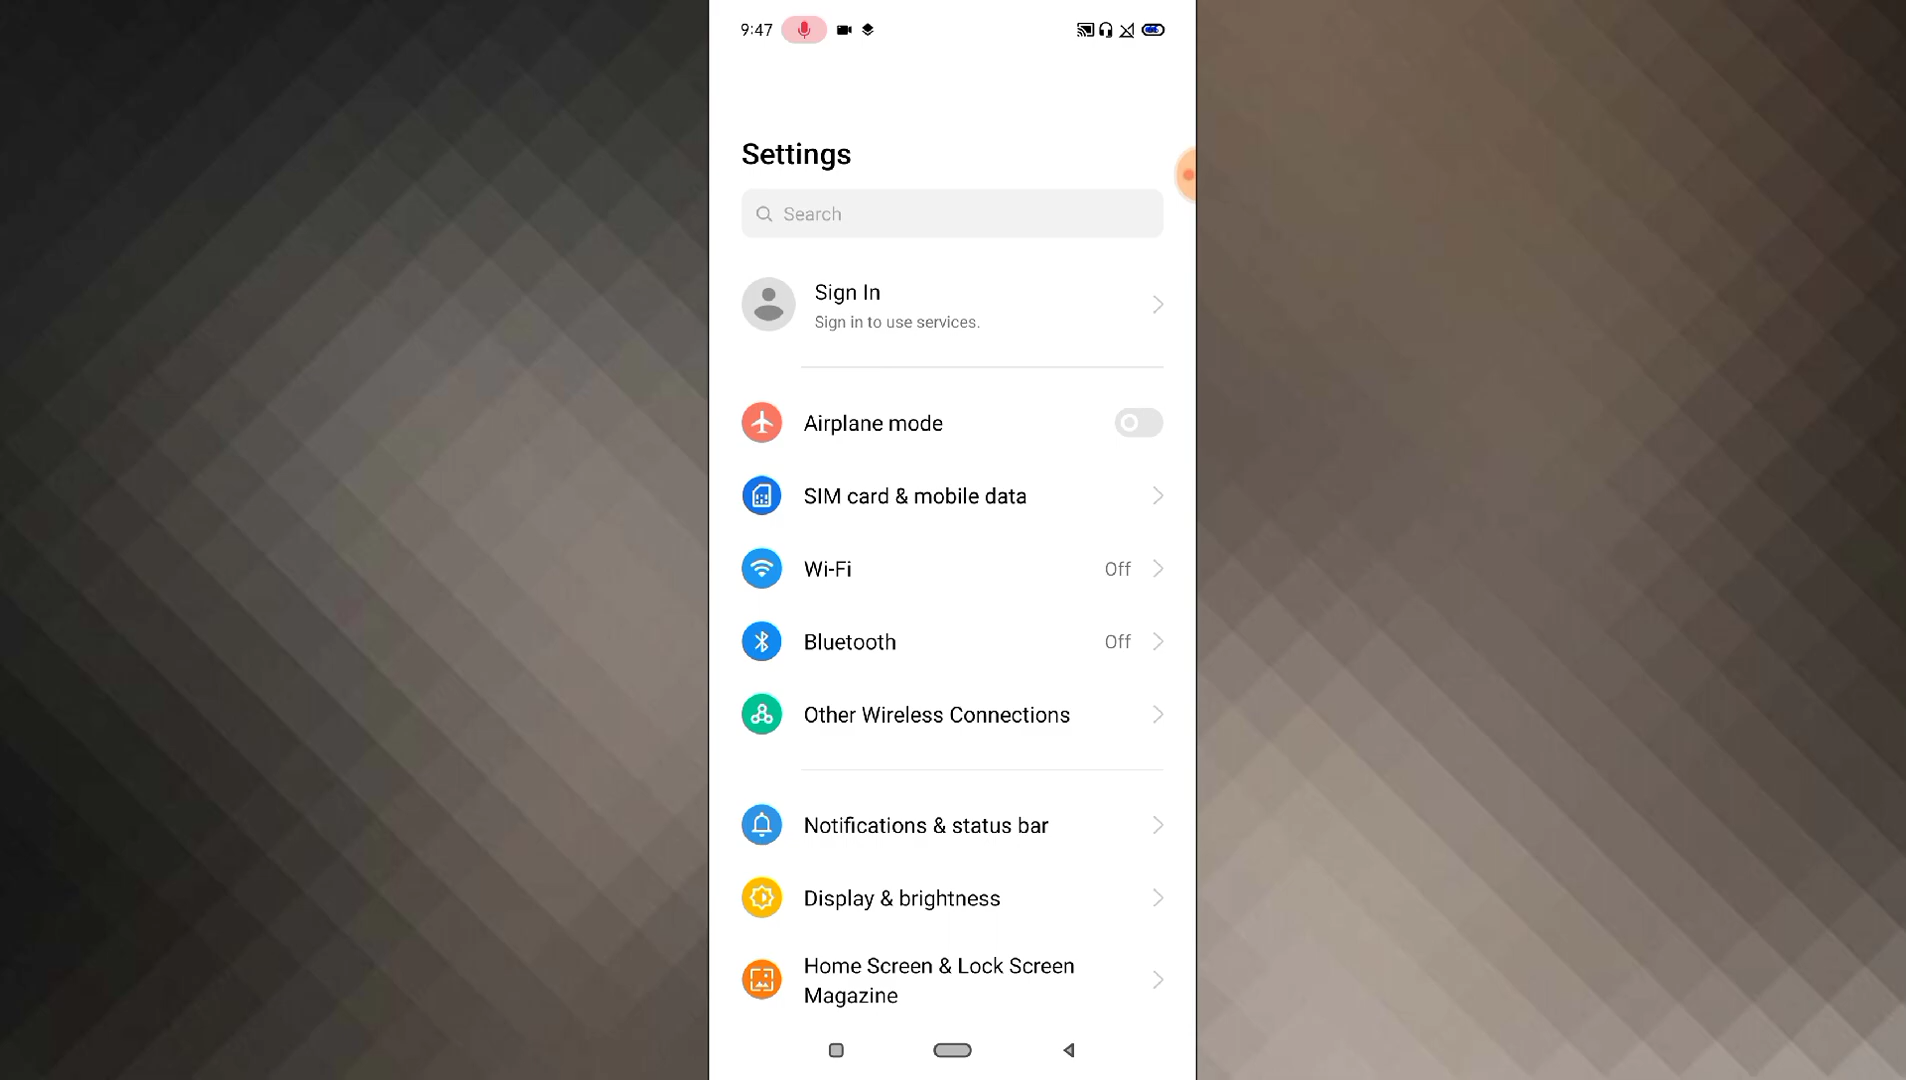 9:47
Settings
Search
Sign In
Sign in to use services.
Airplane mode
SIM card & mobile data
Wi-Fi Off
Bluetooth Off
Other Wireless Connections
Notifications & status bar
Display & brightness
Home Screen & Lock Screen
Magazine